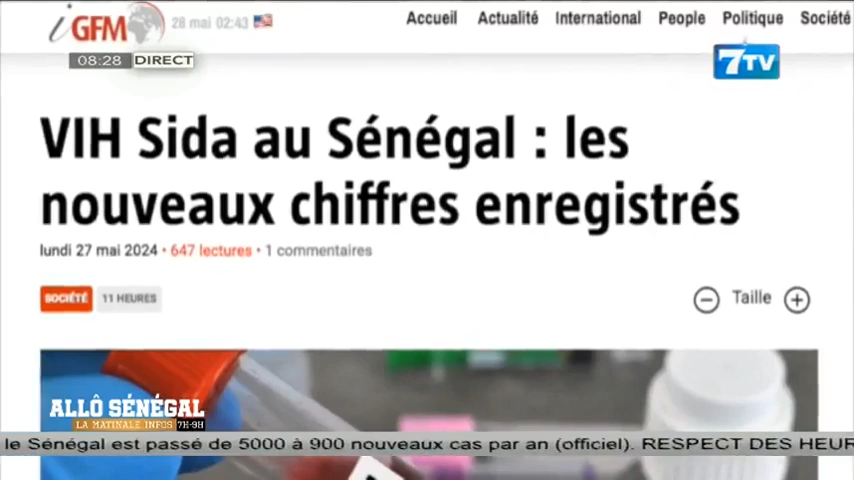 iGFM
28 mai 02:43
Accueil Actualité International People Politique Société
08:28 DIRECT
7TV
VIH Sida au Sénégal : les
nouveaux chiffres enregistrés
lundi 27 mai 2024 • 647 lectures • 1 commentaires
SOCIÉTÉ 11 HEURES
Taille
ALLÔ SÉNÉGAL
LA MATINALE INFOS 7H-9H
le Sénégal est passé de 5000 à 900 nouveaux cas par an (officiel). RESPECT DES HEUR